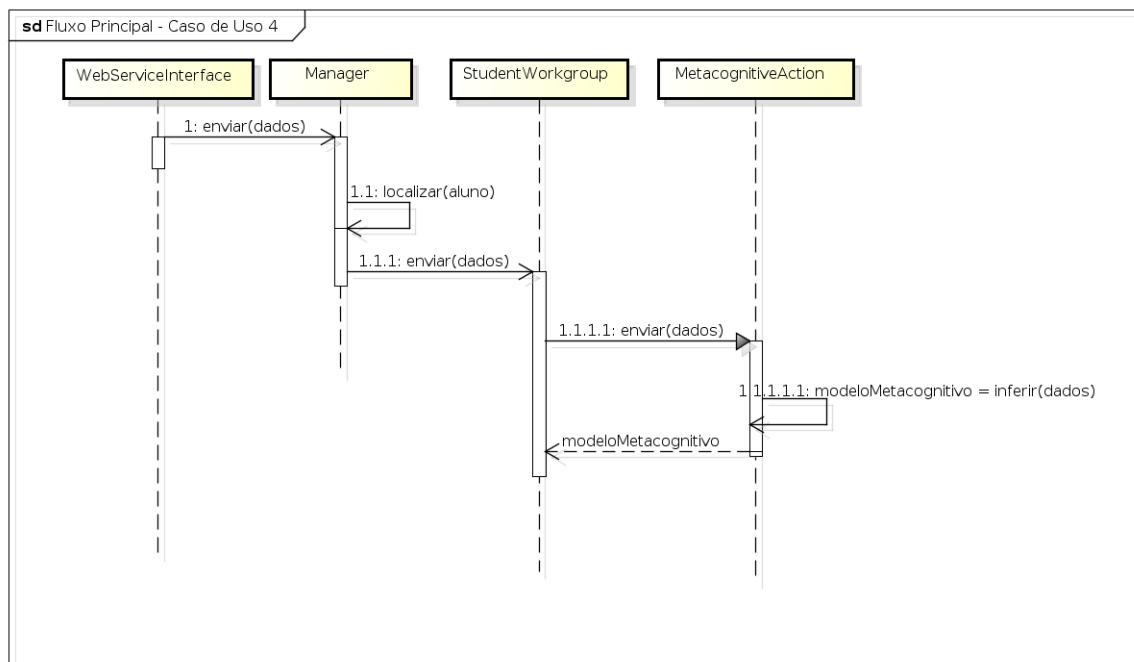 sd Fluxo Principal - Caso de Uso 4
WebServiceInterface
Manager
StudentWorkgroup
MetacognitiveAction
1: enviar(dados)
1.1: localizar(aluno)
1.1.1: enviar(dados)
1.1.1.1: enviar(dados)
1.1.1.1.1: modeloMetacognitivo = inferir(dados)
modeloMetacognitivo